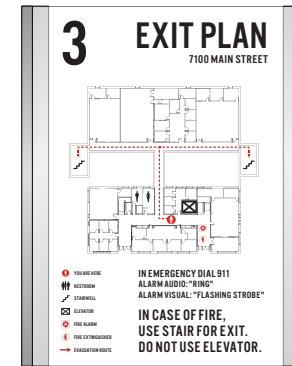 3
EXIT PLAN
7100 MAIN STREET
YOU ARE HERE
RESTROOM
STAIRWELL
ELEVATOR
FIRE ALARM
FIRE EXTINGUISHER
EVACUATION ROUTE
IN EMERGENCY DIAL 911
ALARM AUDIO: "RING"
ALARM VISUAL: "FLASHING STROBE"
IN CASE OF FIRE,
USE STAIR FOR EXIT.
DO NOT USE ELEVATOR.